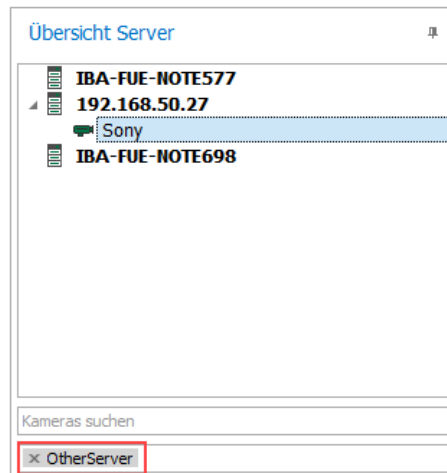 Übersicht Server
IBA-FUE-NOTE577
192.168.50.27
Sony
IBA-FUE-NOTE698
Kameras suchen
OtherServer